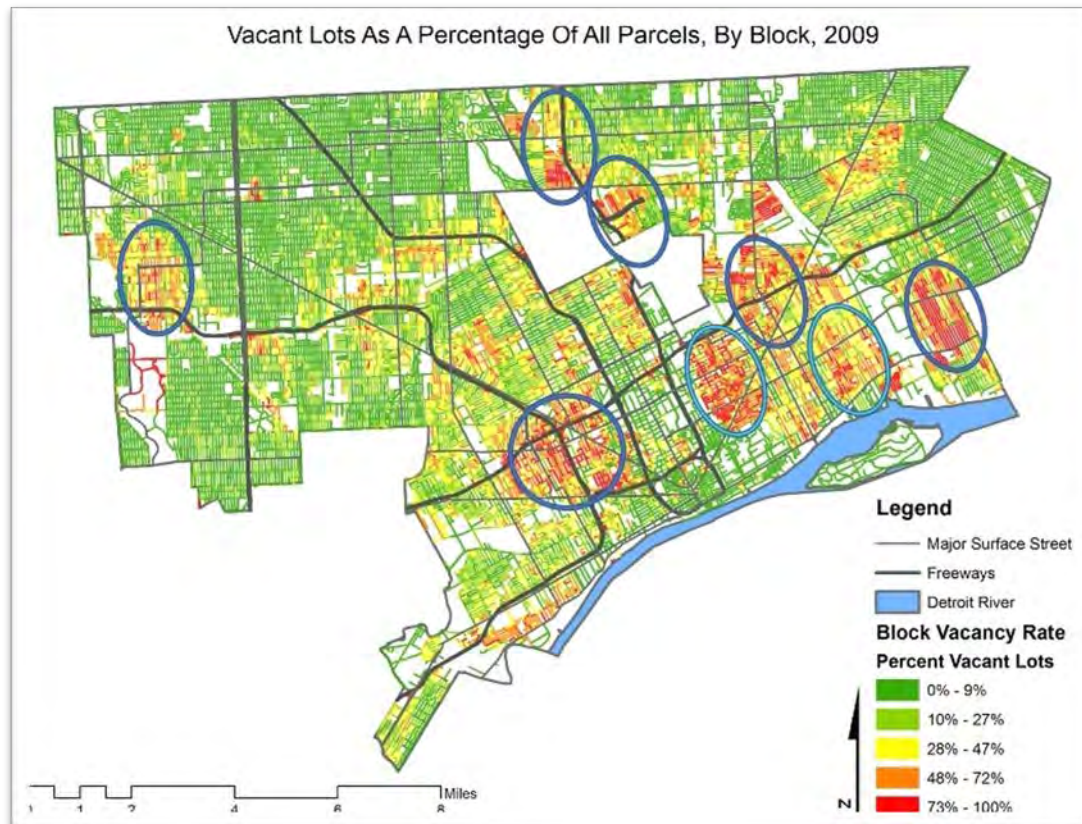 Vacant Lots As A Percentage Of All Parcels, By Block, 2009
Legend
Major Surface Street
Freeways
Detroit River
Block Vacancy Rate
Percent Vacant Lots
0% - 9%
10% - 27%
28% - 47%
48% - 72%
73% - 100%
N
0 1 2 4 6 8 Miles